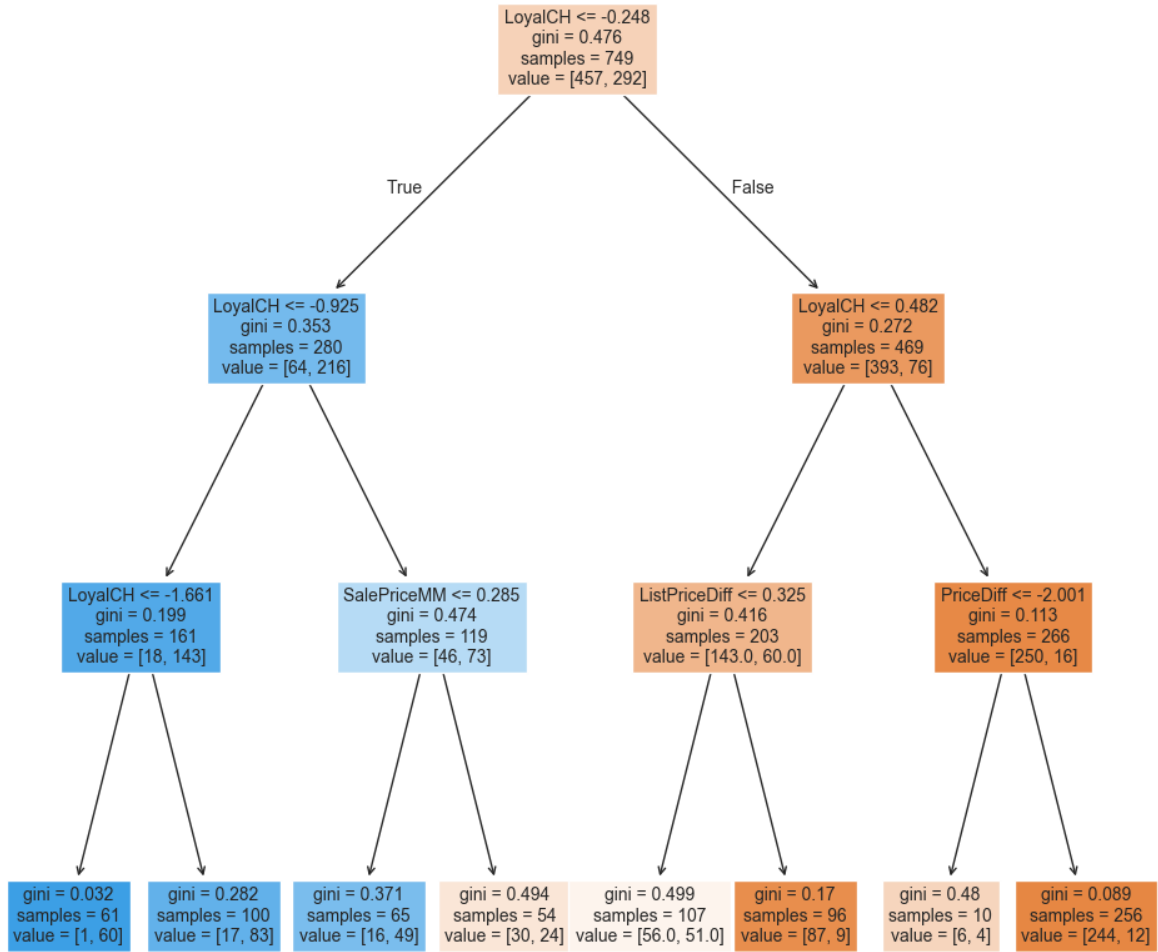 LoyalCH <= -0.248
gini = 0.476
samples = 749
value = [457, 292]
True
False
LoyalCH <= -0.925
gini = 0.353
samples = 280
value = [64, 216]
LoyalCH <= 0.482
gini = 0.272
samples = 469
value = [393, 76]
LoyalCH <= -1.661
gini = 0.199
samples = 161
value = [18, 143]
SalePriceMM <= 0.285
gini = 0.474
samples = 119
value = [46, 73]
ListPriceDiff <= 0.325
gini = 0.416
samples = 203
value = [143.0, 60.0]
PriceDiff <= -2.001
gini = 0.113
samples = 266
value = [250, 16]
gini = 0.032
samples = 61
value = [1, 60]
gini = 0.282
samples = 100
value = [17, 83]
gini = 0.371
samples = 65
value = [16, 49]
gini = 0.494
samples = 54
value = [30, 24]
gini = 0.499
samples = 107
value = [56.0, 51.0]
gini = 0.17
samples = 96
value = [87, 9]
gini = 0.48
samples = 10
value = [6, 4]
gini = 0.089
samples = 256
value = [244, 12]